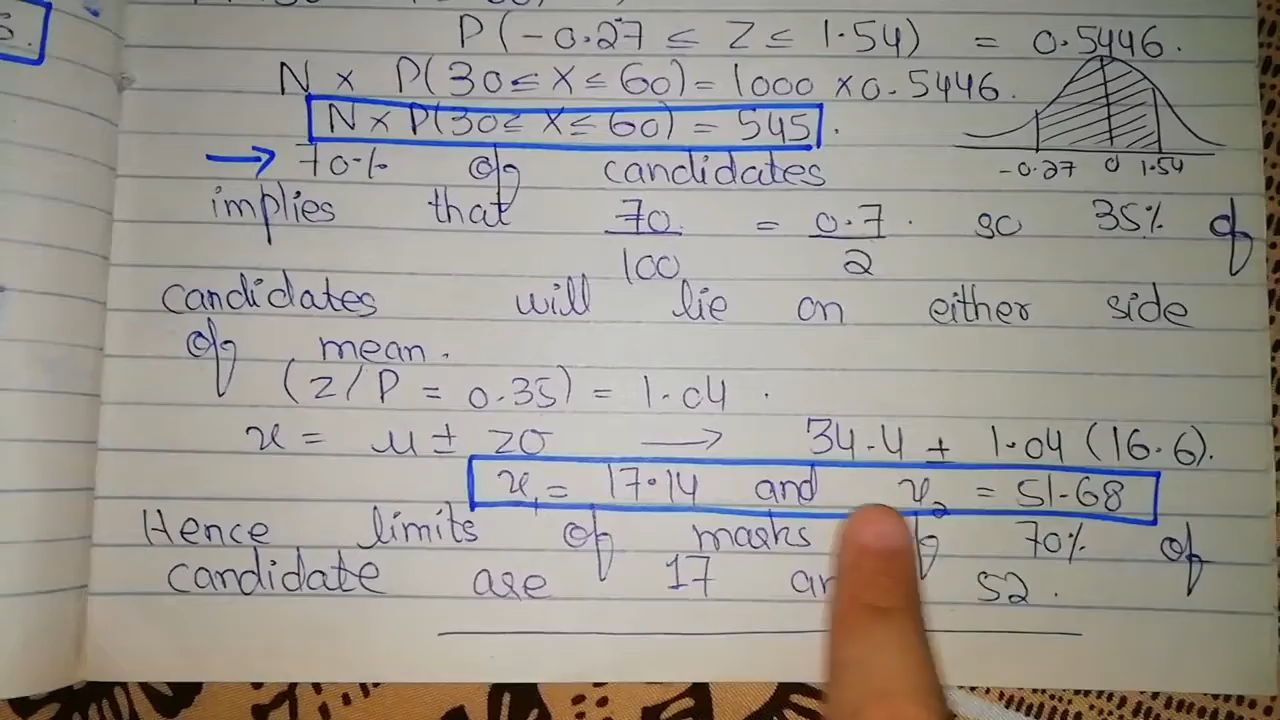 5.
P(-0.27 ≤ Z ≤ 1.54) = 0.5446.
N x P(30 ≤ X ≤ 60) = 1000 x 0.5446.
N x P(30 ≤ X ≤ 60) = 545.
-0.27 0 1.54
→ 70% of candidates
implies that 70/100 = 0.7/2. so 35% of
candidates will lie on either side
of mean.
(Z/P = 0.35) = 1.04.
x = μ ± zσ → 34.4 ± 1.04 (16.6).
x₁ = 17.14 and x₂ = 51.68
Hence limits of marks 70% of
candidate are 17 52.